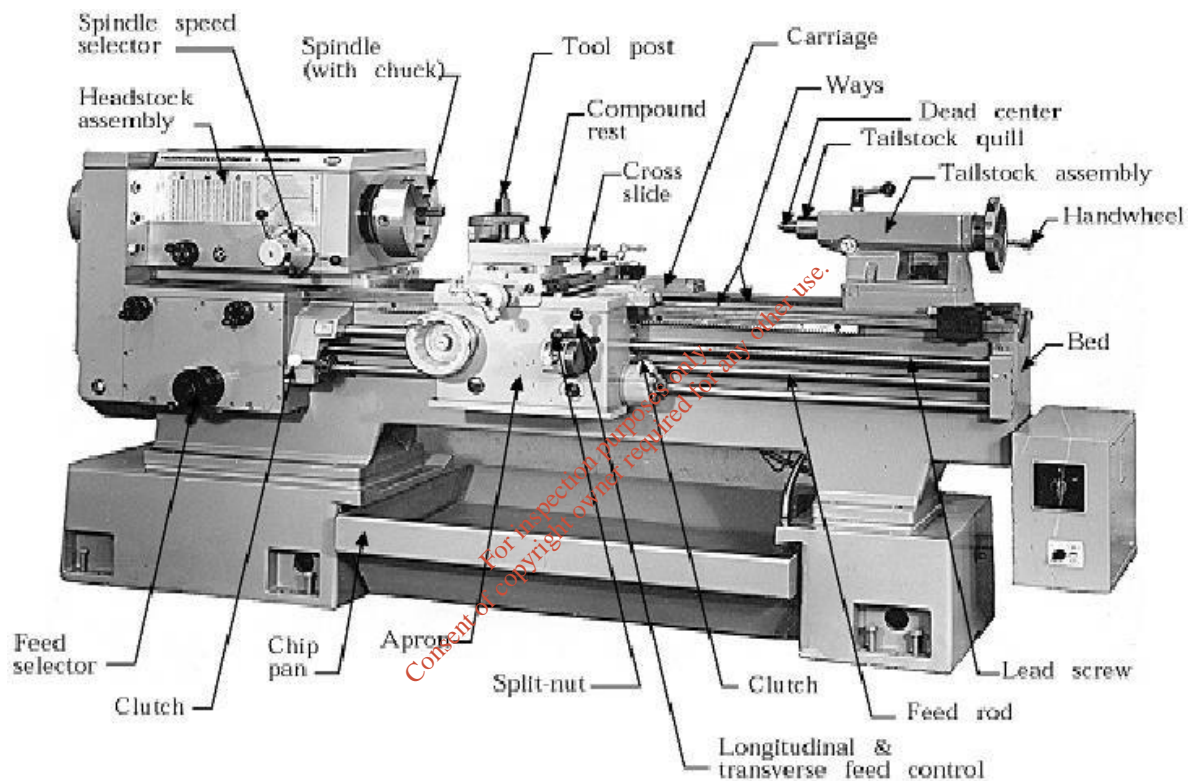 Spindle speed
selector
Spindle
(with chuck)
Tool post
Carriage
Headstock
assembly
Compound
rest
Ways
Dead center
Tailstock quill
Cross
slide
Tailstock assembly
Handwheel
Bed
For inspection purposes only.
Consent of copyright owner required for any other use.
Feed
selector
Chip
pan
Apron
Split-nut
Clutch
Lead screw
Clutch
Feed rod
Longitudinal &
transverse feed control